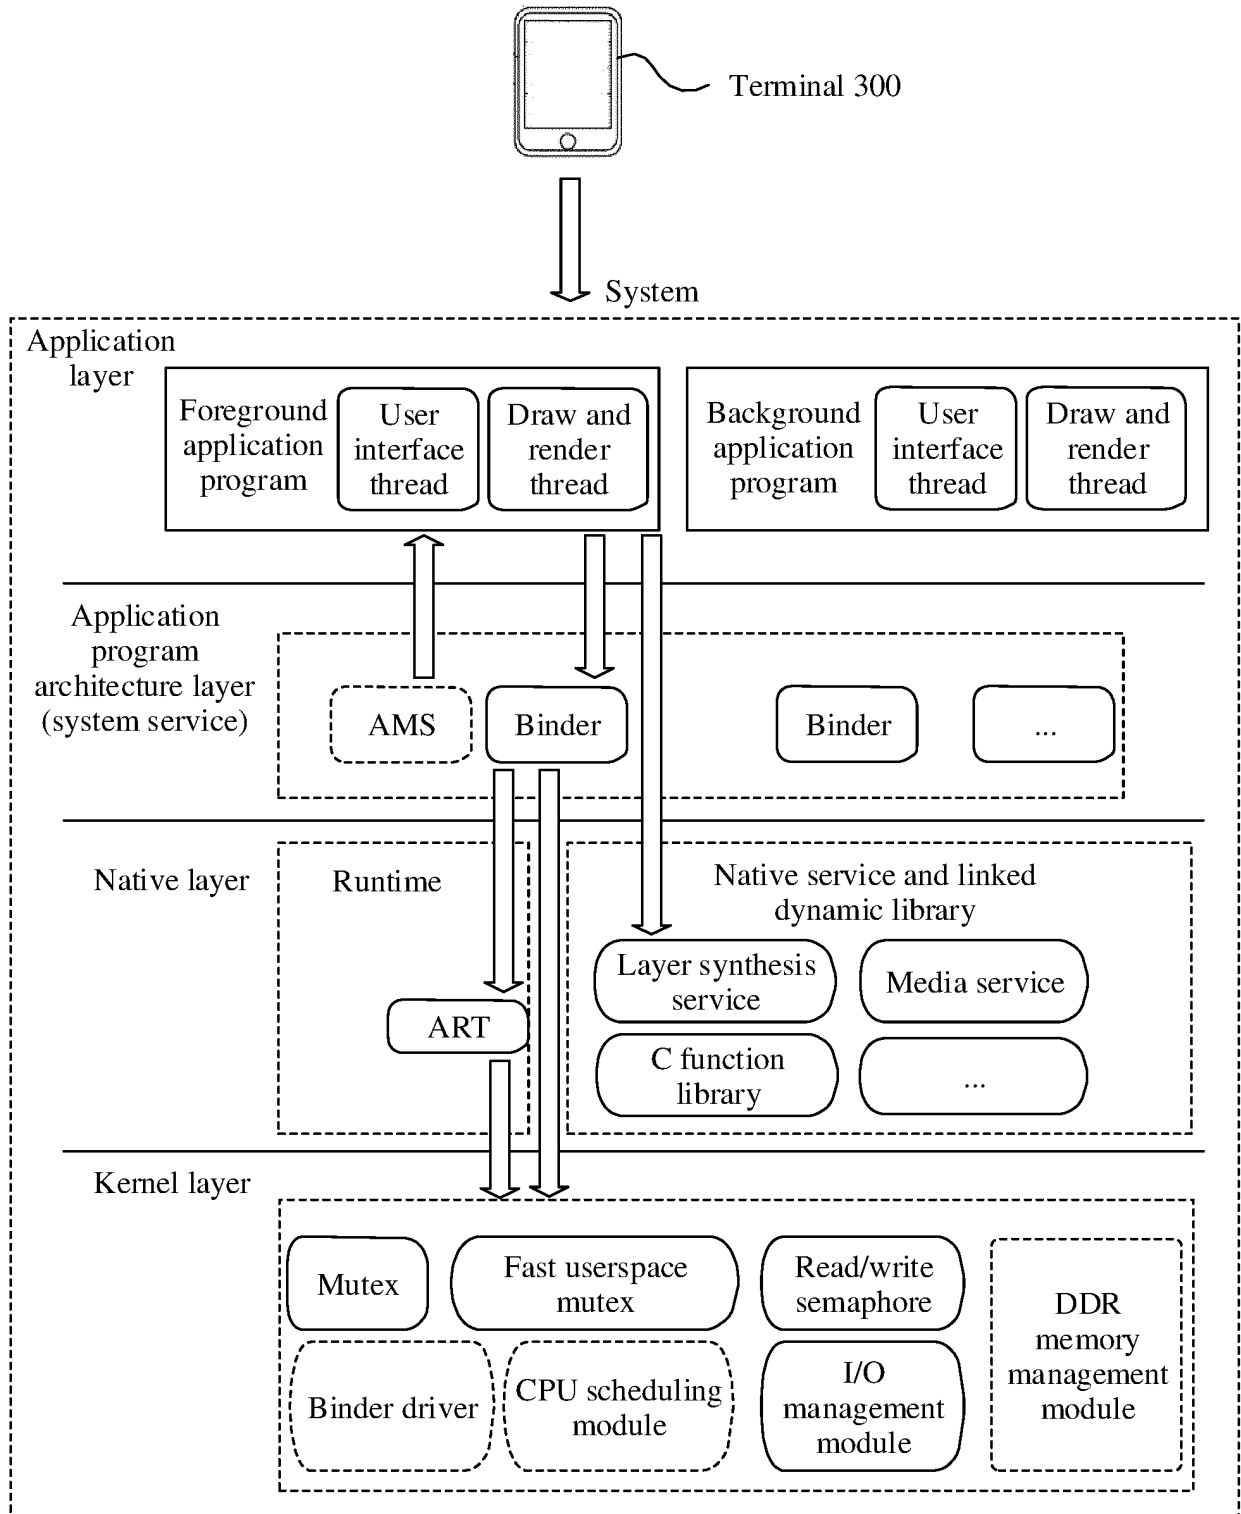 Terminal 300
System
Application
layer
Foreground
application
program
User
interface
thread
Draw and
render
thread
Background
application
program
User
interface
thread
Draw and
render
thread
Application
program
architecture layer
(system service)
AMS
Binder
Binder
...
Native layer
Runtime
Native service and linked
dynamic library
Layer synthesis
service
Media service
ART
C function
library
...
Kernel layer
Mutex
Fast userspace
mutex
Read/write
semaphore
DDR
memory
management
module
Binder driver
CPU scheduling
module
I/O
management
module